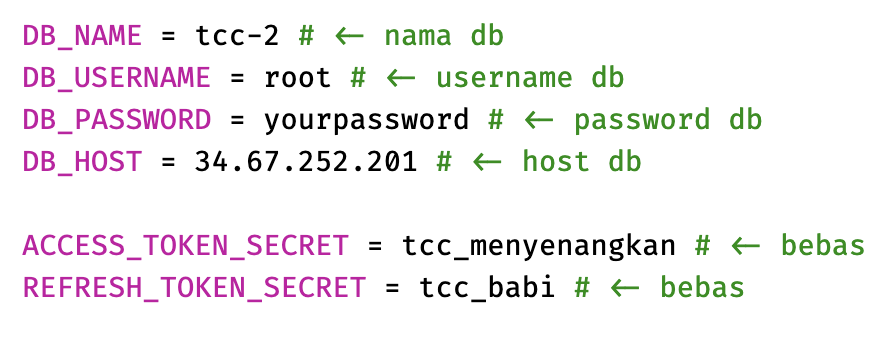 DB_NAME = tcc-2 # <- nama db
DB_USERNAME = root # <- username db
DB_PASSWORD = yourpassword # <- password db
DB_HOST = 34.67.252.201 # <- host db
ACCESS_TOKEN_SECRET = tcc_menyenangkan # <- bebas
REFRESH_TOKEN_SECRET = tcc_babi # <- bebas